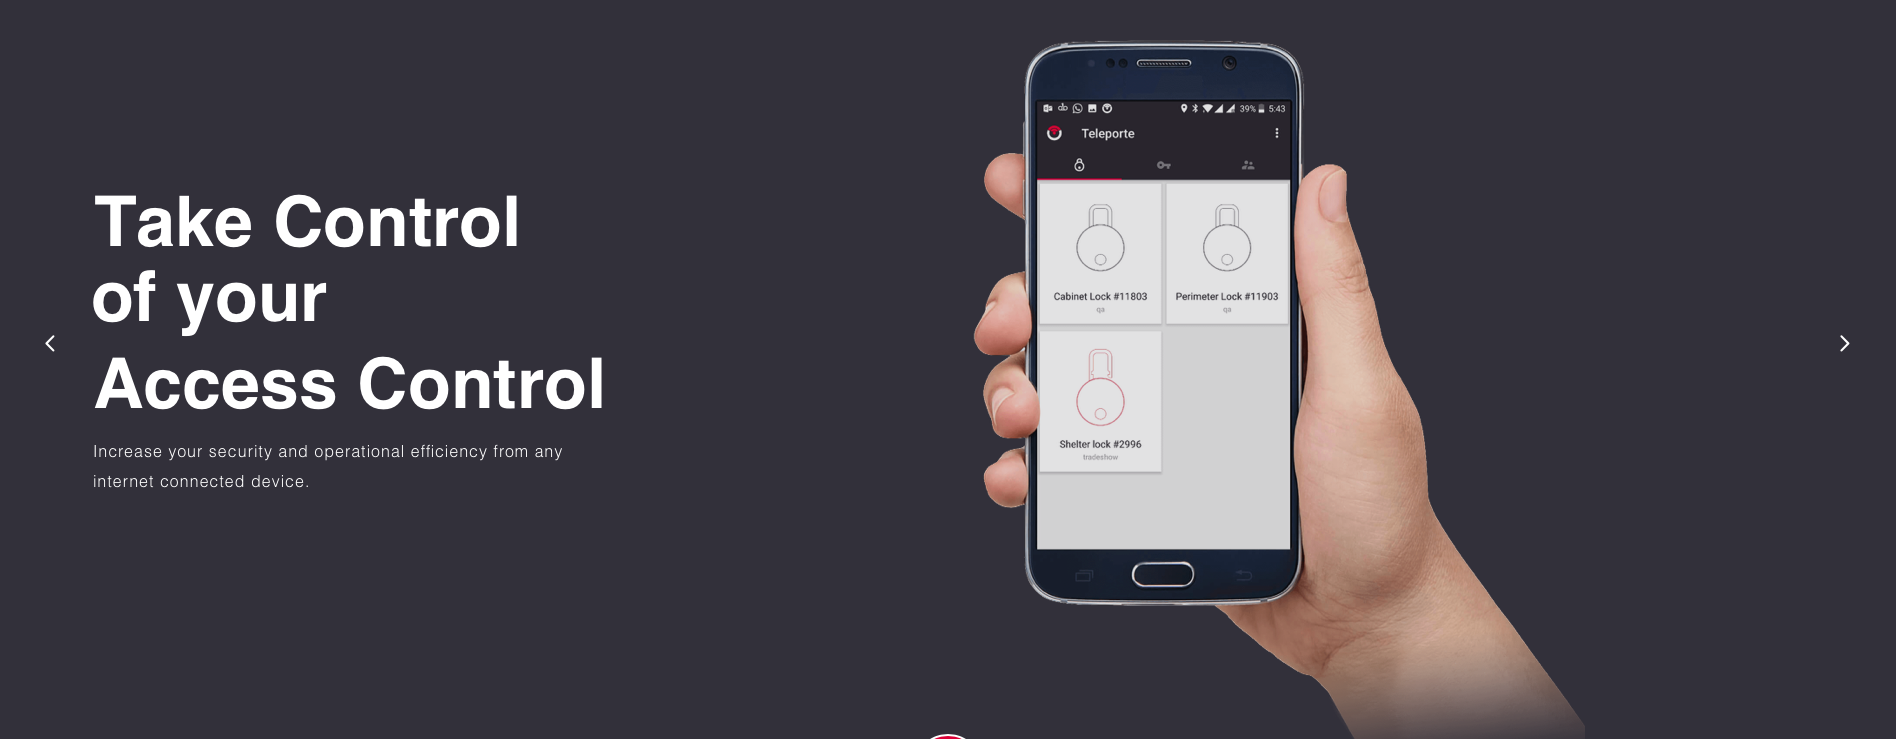 Take Control
of your
Access Control
Increase your security and operational efficiency from any
internet connected device.
39% 5:43
Teleporte
Cabinet Lock #11803
qa
Perimeter Lock #11903
qa
Shelter lock #2996
tradeshow